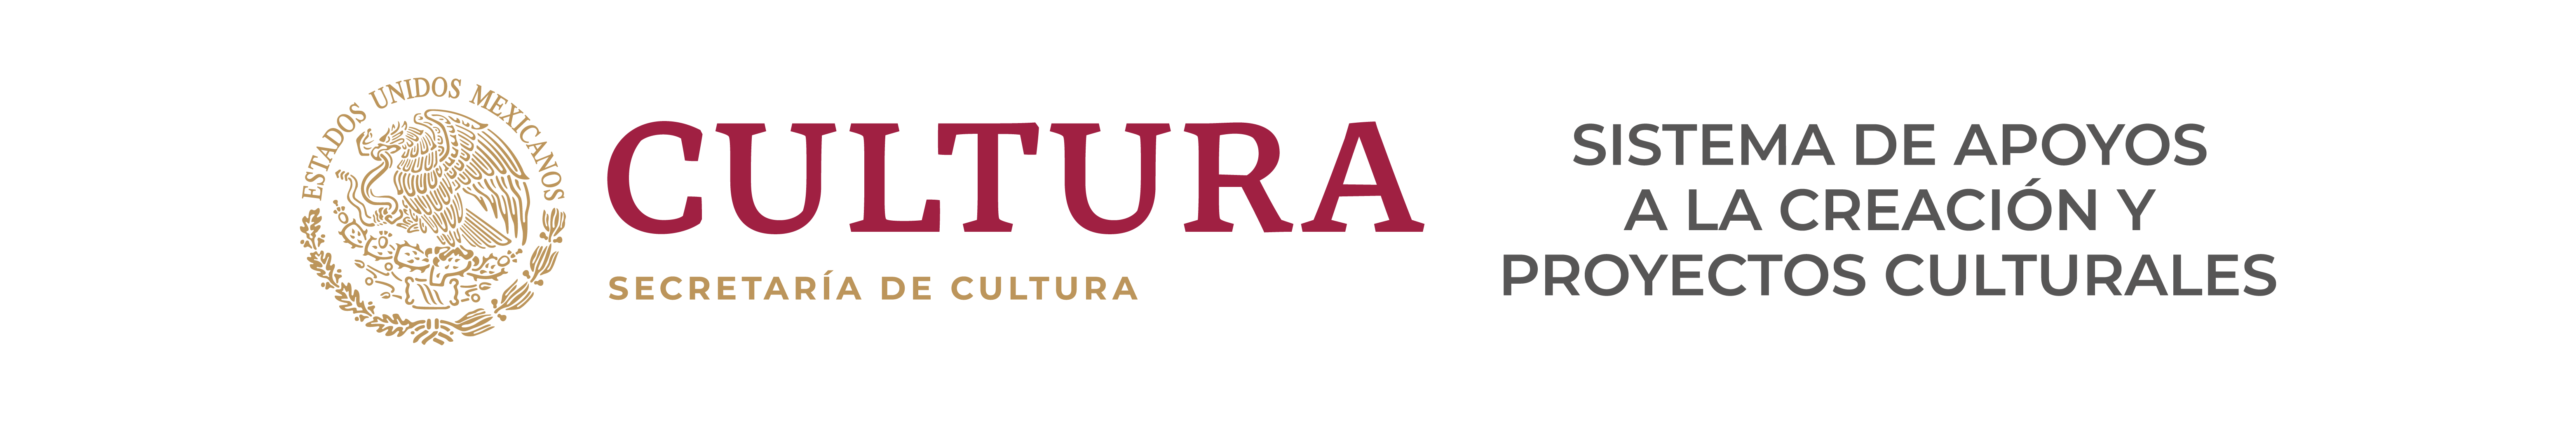 ESTADOS UNIDOS MEXICANOS
CULTURA
SECRETARÍA DE CULTURA
SISTEMA DE APOYOS
A LA CREACIÓN Y
PROYECTOS CULTURALES